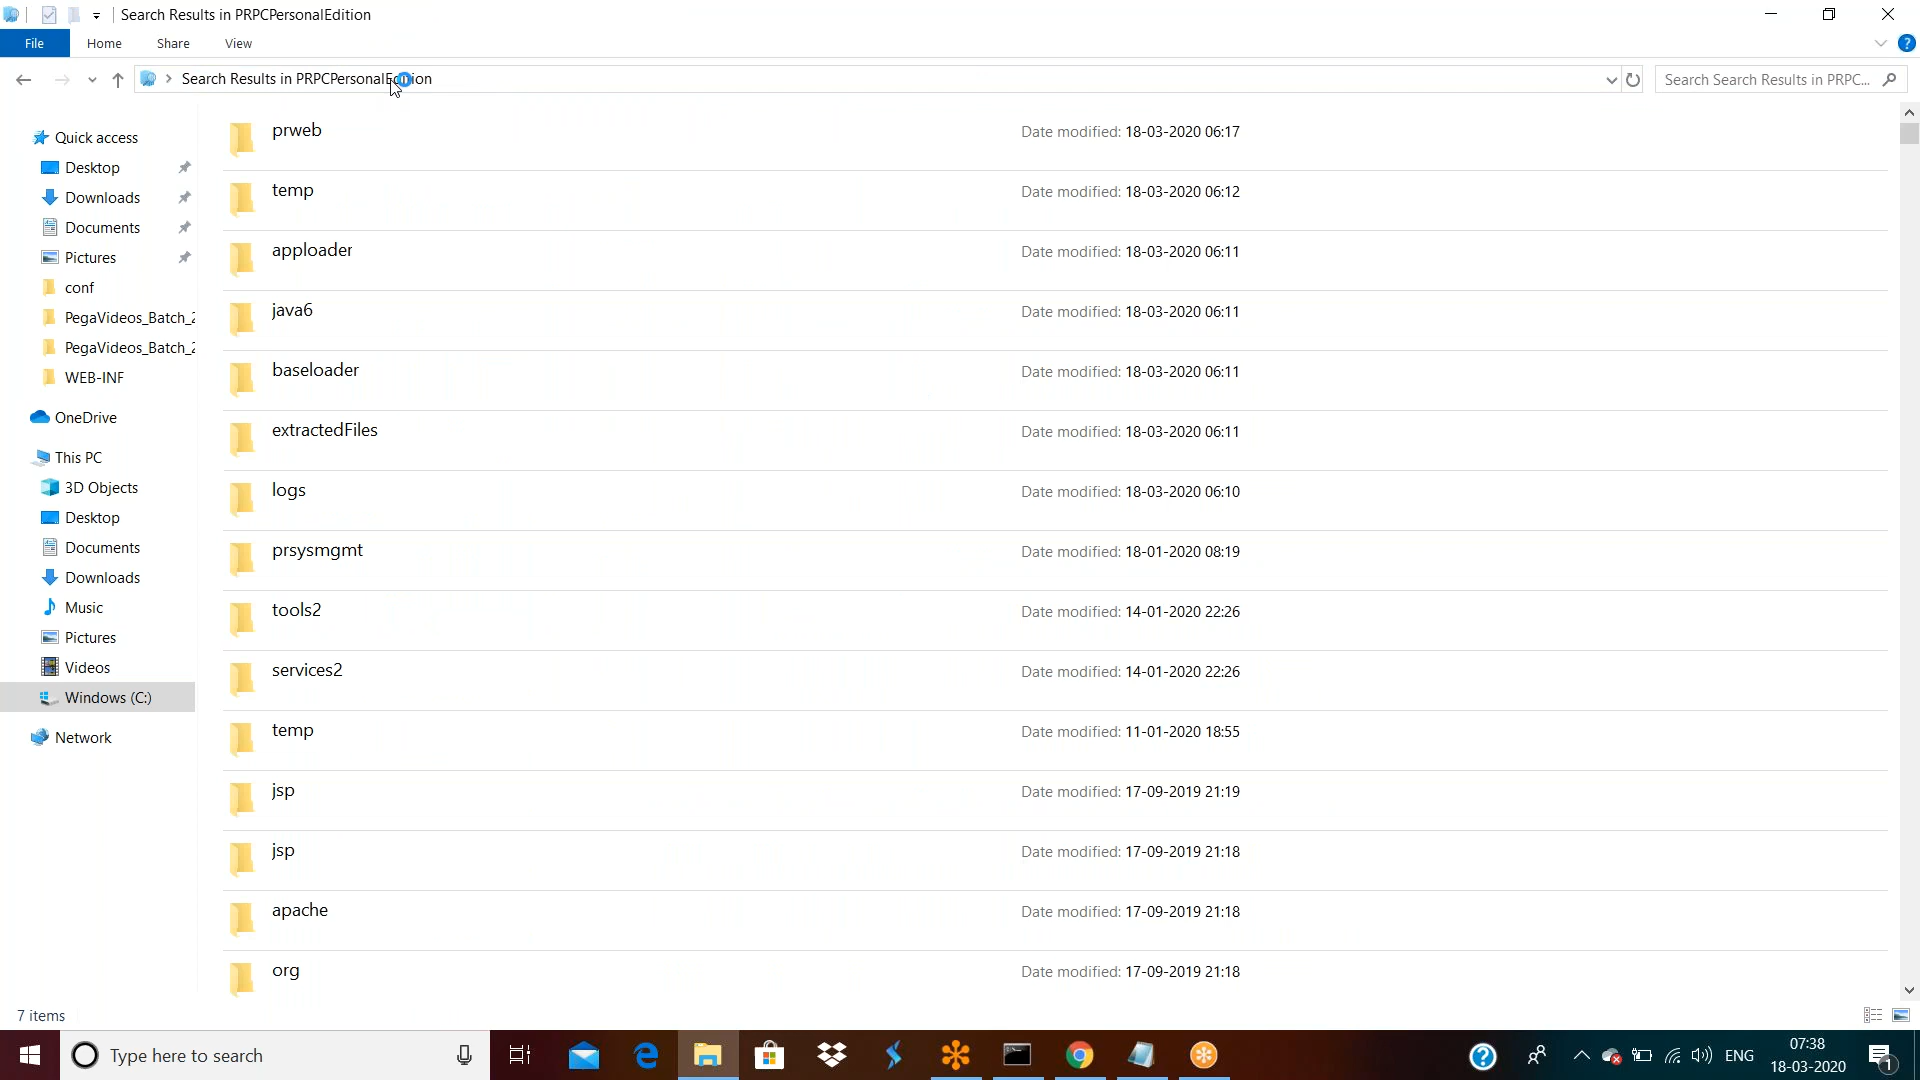 Search Results in PRPCPersonalEdition
File Home Share View
Search Results in PRPCPersonalEdition
Search Search Results in PRPC...
Quick access
Desktop
Downloads
Documents
Pictures
conf
PegaVideos_Batch_2
PegaVideos_Batch_2
WEB-INF
OneDrive
This PC
3D Objects
Desktop
Documents
Downloads
Music
Pictures
Videos
Windows (C:)
Network
prweb Date modified: 18-03-2020 06:17
temp Date modified: 18-03-2020 06:12
apploader Date modified: 18-03-2020 06:11
java6 Date modified: 18-03-2020 06:11
baseloader Date modified: 18-03-2020 06:11
extractedFiles Date modified: 18-03-2020 06:11
logs Date modified: 18-03-2020 06:10
prsysmgmt Date modified: 18-01-2020 08:19
tools2 Date modified: 14-01-2020 22:26
services2 Date modified: 14-01-2020 22:26
temp Date modified: 11-01-2020 18:55
jsp Date modified: 17-09-2019 21:19
jsp Date modified: 17-09-2019 21:18
apache Date modified: 17-09-2019 21:18
org Date modified: 17-09-2019 21:18
7 items
Type here to search
ENG
07:38
18-03-2020
1